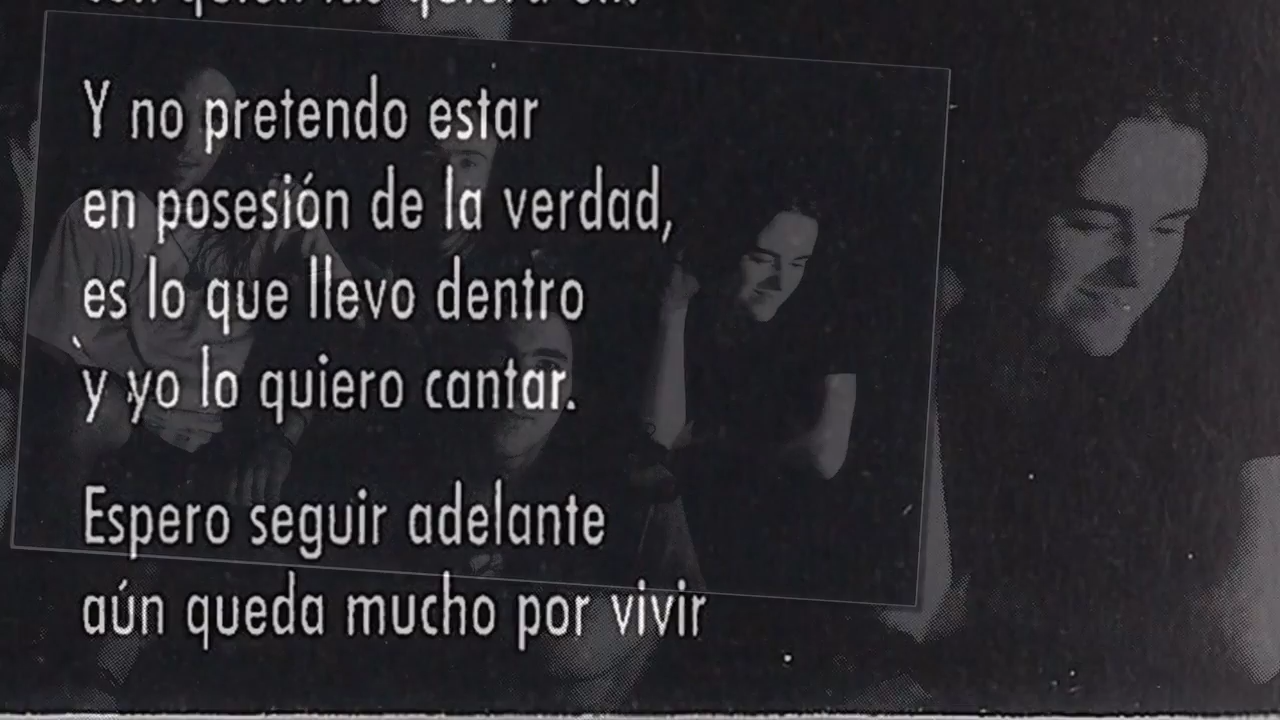 Y no pretendo estar
en posesión de la verdad,
es lo que llevo dentro
y yo lo quiero cantar.
Espero seguir adelante
aún queda mucho por vivir